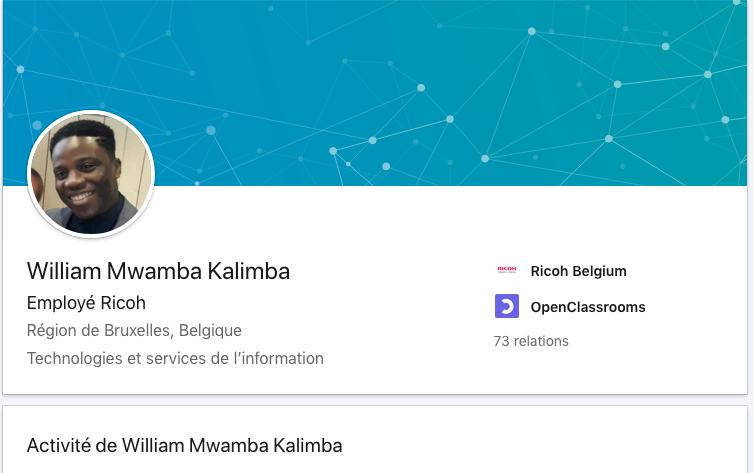 William Mwamba Kalimba
Employé Ricoh
Région de Bruxelles, Belgique
Technologies et services de l’information
RICOH
Ricoh Belgium
OpenClassrooms
73 relations
Activité de William Mwamba Kalimba